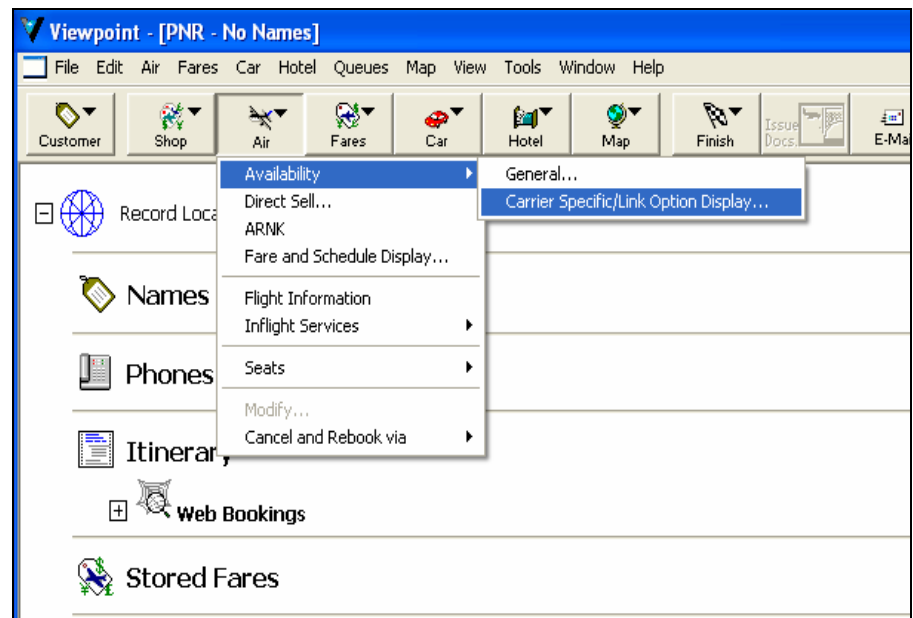 Viewpoint - [PNR - No Names]
File Edit Air Fares Car Hotel Queues Map View Tools Window Help
Customer Shop Air Fares Car Hotel Map Finish Issue Docs. E-Mai
Availability General...
Direct Sell... Carrier Specific/Link Option Display...
Record Loca
ARNK
Fare and Schedule Display...
Names
Flight Information
Inflight Services
Phones
Seats
Modify...
Cancel and Rebook via
Itinerary
Web Bookings
Stored Fares